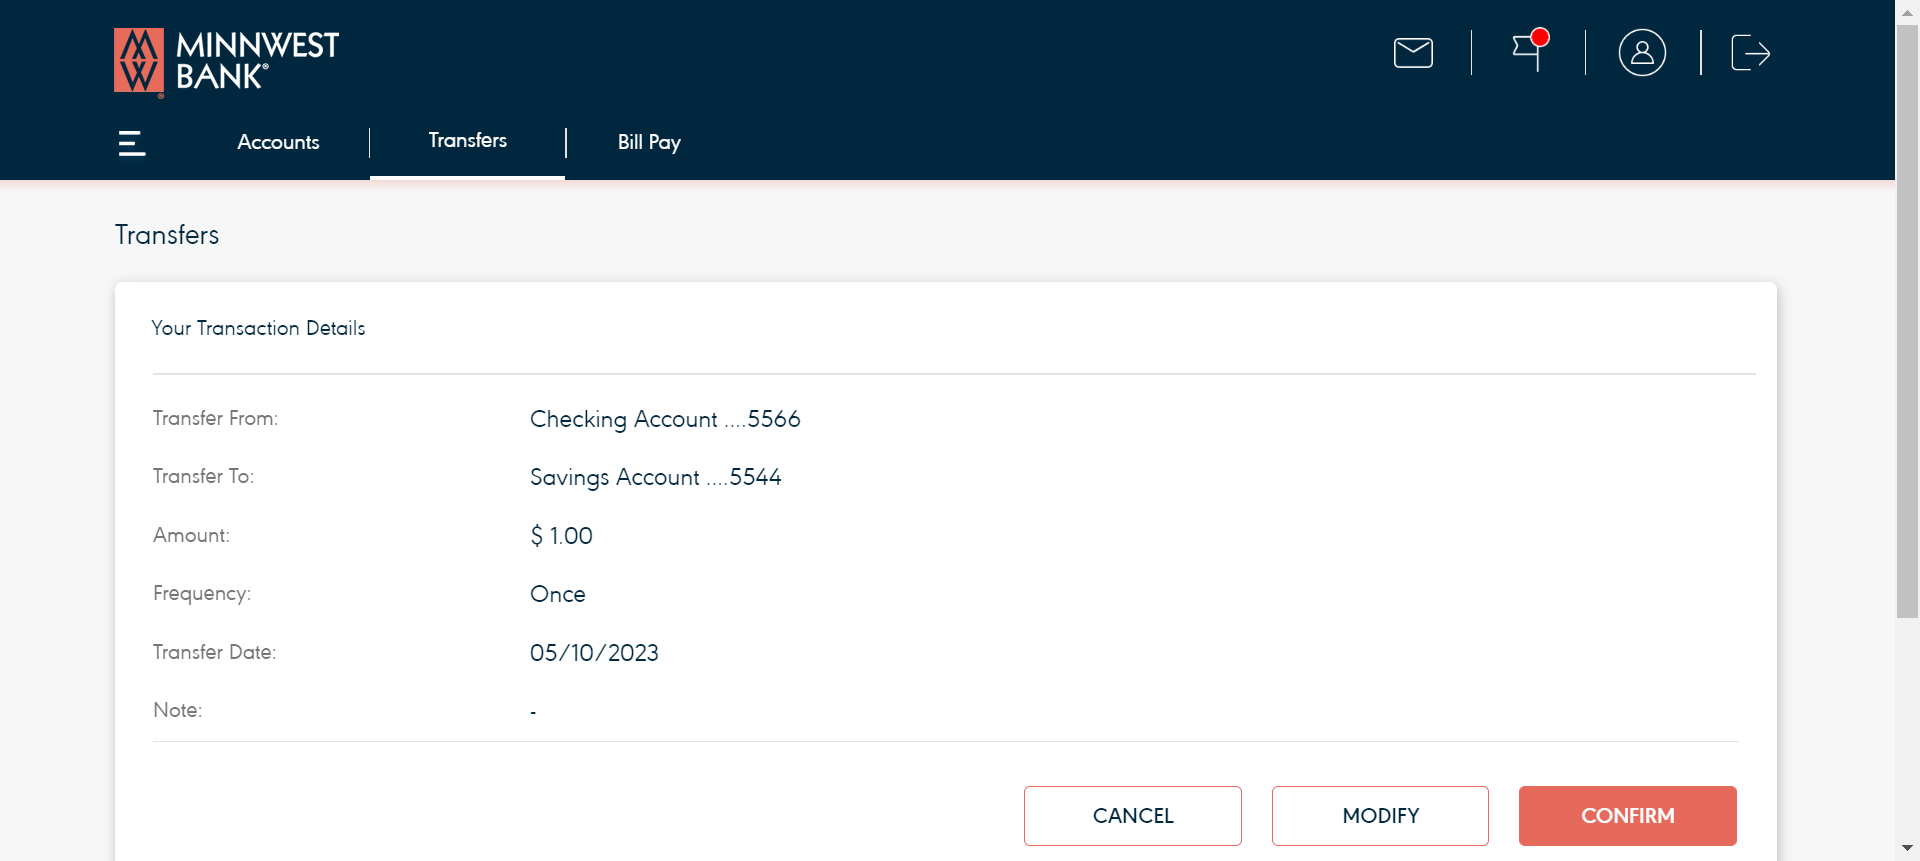 MINNWEST
BANK®
®
Accounts
Transfers
Bill Pay
Transfers
Your Transaction Details
Transfer From:
Checking Account ....5566
Transfer To:
Savings Account ....5544
Amount:
$ 1.00
Frequency:
Once
Transfer Date:
05/10/2023
Note:
-
CANCEL
MODIFY
CONFIRM